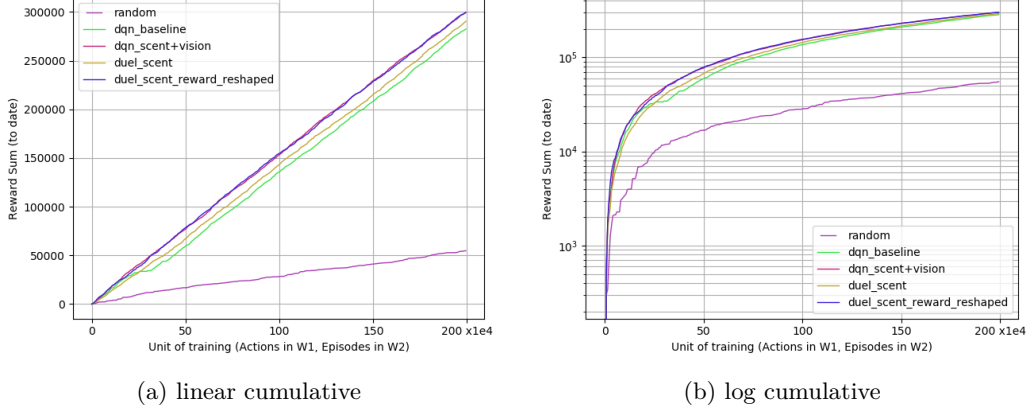 300000
250000
200000
150000
100000
50000
0
Reward Sum (to date)
random
dqn_baseline
dqn_scent+vision
duel_scent
duel_scent_reward_reshaped
0 50 100 150 200 x1e4
Unit of training (Actions in W1, Episodes in W2)
(a) linear cumulative
10^5
10^4
10^3
Reward Sum (to date)
random
dqn_baseline
dqn_scent+vision
duel_scent
duel_scent_reward_reshaped
0 50 100 150 200 x1e4
Unit of training (Actions in W1, Episodes in W2)
(b) log cumulative